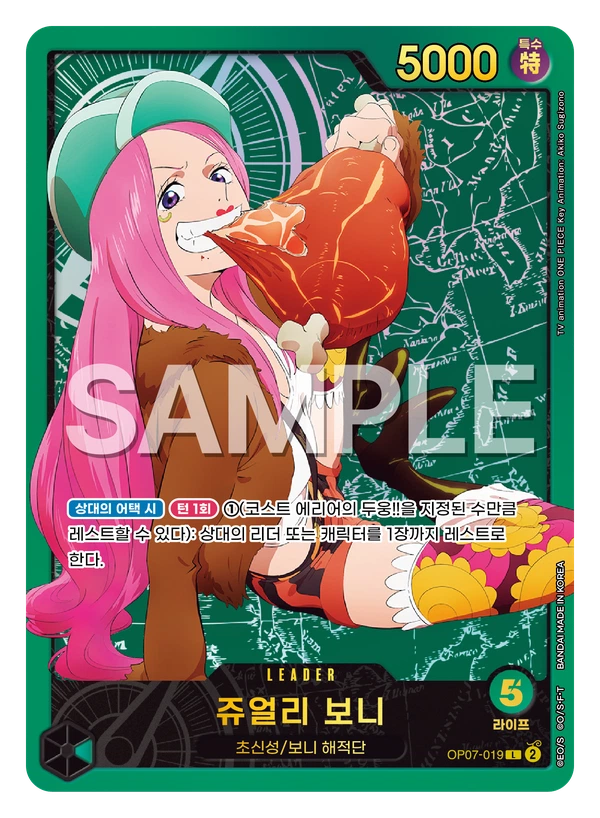 특수
5000 特
TV animation ONE PIECE Key Animation Akiko Sugizono
SAMPLE
상대의 어택 시 턴 1회 ①(코스트 에리어의 두웅!!을 지정된 수만큼
레스트할 수 있다): 상대의 리더 또는 캐릭터를 1장까지 레스트로
한다.
BANDAI MADE IN KOREA
©E.O/S ©O/S·F·T
LEADER
쥬얼리 보니
5
라이프
초신성/보니 해적단
OP07-019 L 2